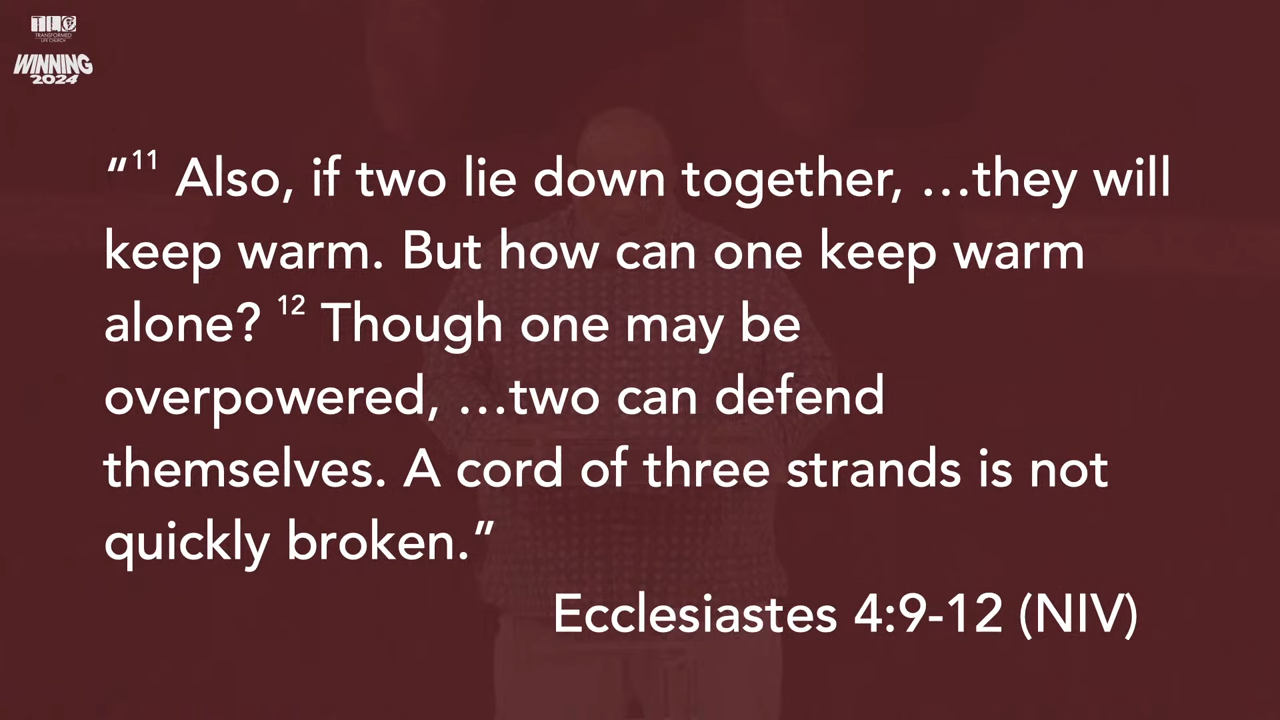 TLC
TRANSFORMED
LIFE CHURCH
WINNING
2024
“¹¹ Also, if two lie down together, …they will
keep warm. But how can one keep warm
alone? ¹² Though one may be
overpowered, …two can defend
themselves. A cord of three strands is not
quickly broken.”
Ecclesiastes 4:9-12 (NIV)